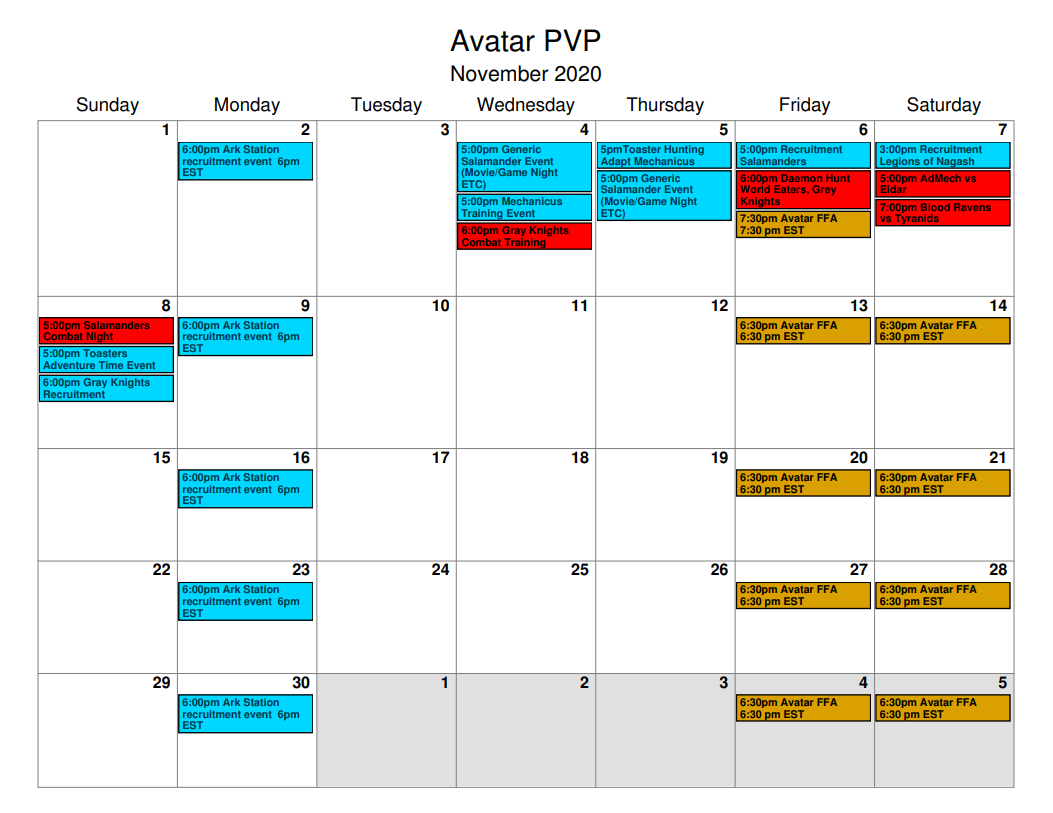 Avatar PVP
November 2020
Sunday Monday Tuesday Wednesday Thursday Friday Saturday
1
2
6:00pm Ark Station
recruitment event 6pm
EST
3
4
5:00pm Generic
Salamander Event
(Movie/Game Night
ETC)
5:00pm Mechanicus
Training Event
6:00pm Gray Knights
Combat Training
5
5pmToaster Hunting
Adapt Mechanicus
5:00pm Generic
Salamander Event
(Movie/Game Night
ETC)
6
5:00pm Recruitment
Salamanders
6:00pm Daemon Hunt
World Eaters, Grey
Knights
7:30pm Avatar FFA
7:30 pm EST
7
3:00pm Recruitment
Legions of Nagash
5:00pm AdMech vs
Eldar
7:00pm Blood Ravens
vs Tyranids
8
5:00pm Salamanders
Combat Night
5:00pm Toasters
Adventure Time Event
6:00pm Gray Knights
Recruitment
9
6:00pm Ark Station
recruitment event 6pm
EST
10
11
12
13
6:30pm Avatar FFA
6:30 pm EST
14
6:30pm Avatar FFA
6:30 pm EST
15
16
6:00pm Ark Station
recruitment event 6pm
EST
17
18
19
20
6:30pm Avatar FFA
6:30 pm EST
21
6:30pm Avatar FFA
6:30 pm EST
22
23
6:00pm Ark Station
recruitment event 6pm
EST
24
25
26
27
6:30pm Avatar FFA
6:30 pm EST
28
6:30pm Avatar FFA
6:30 pm EST
29
30
6:00pm Ark Station
recruitment event 6pm
EST
1
2
3
4
6:30pm Avatar FFA
6:30 pm EST
5
6:30pm Avatar FFA
6:30 pm EST